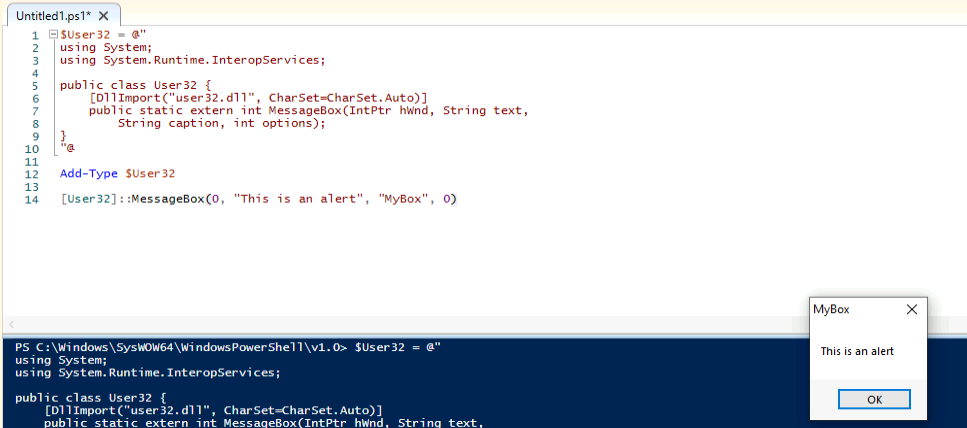 Untitled1.ps1* X
1 $User32 = @"
2 using System;
3 using System.Runtime.InteropServices;
4
5 public class User32 {
6 [DllImport("user32.dll", CharSet=CharSet.Auto)]
7 public static extern int MessageBox(IntPtr hWnd, String text,
8 String caption, int options);
9 }
10 "@
11
12 Add-Type $User32
13
14 [User32]::MessageBox(0, "This is an alert", "MyBox", 0)
MyBox
This is an alert
OK
PS C:\Windows\SysWOW64\WindowsPowerShell\v1.0> $User32 = @"
using System;
using System.Runtime.InteropServices;
public class User32 {
[DllImport("user32.dll", CharSet=CharSet.Auto)]
public static extern int MessageBox(IntPtr hWnd, String text,